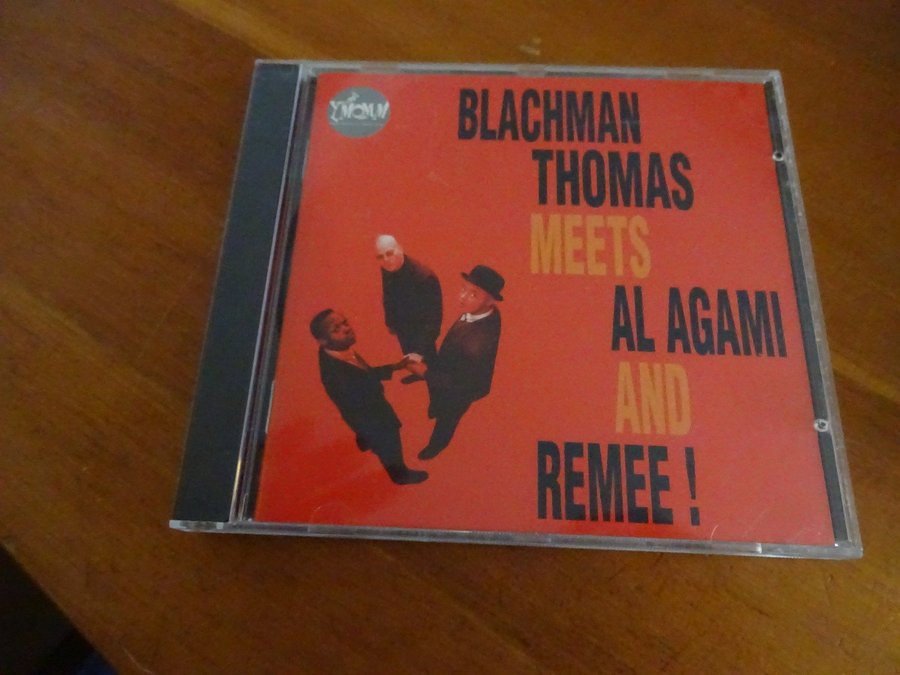 BLACHMAN
THOMAS
MEETS
AL AGAMI
AND
REMEE !